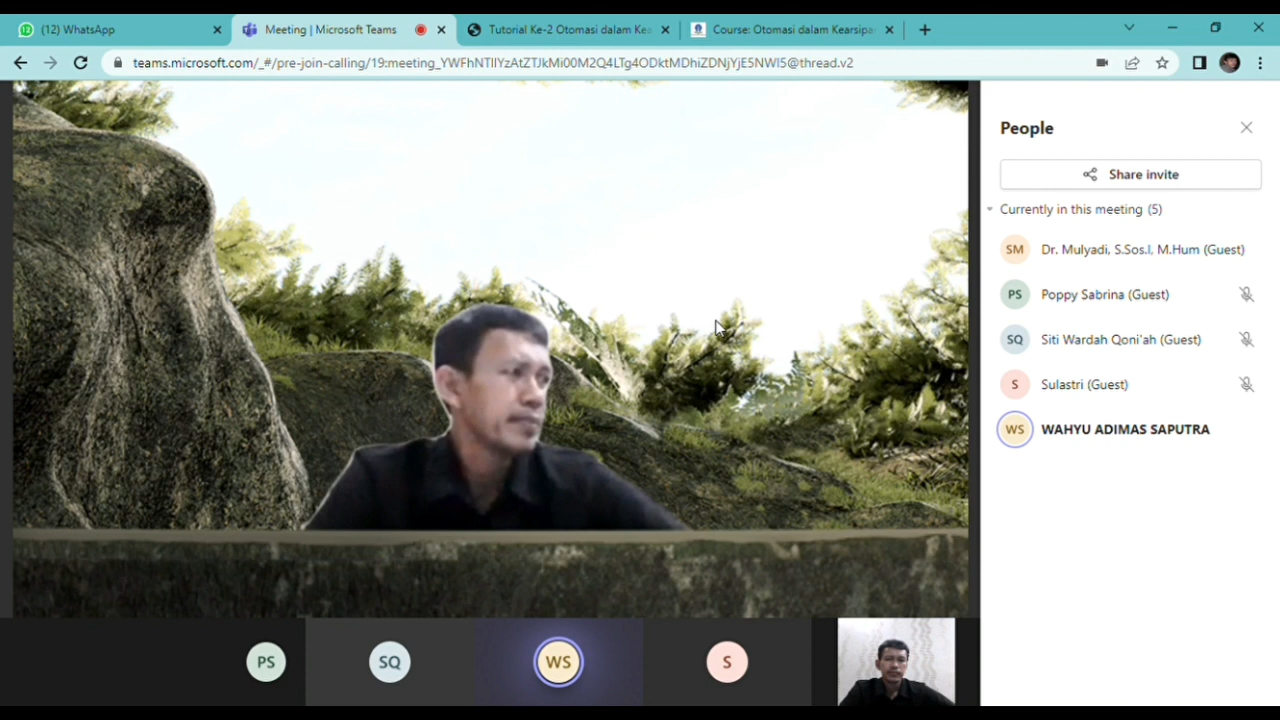 (12) WhatsApp
Meeting | Microsoft Teams
Tutorial Ke-2 Otomasi dalam Kea
Course: Otomasi dalam Kearsipa
teams.microsoft.com/_#/pre-join-calling/19:meeting_YWFhNTllYzAtZTJkMi00M2Q4LTg4ODktMDhiZDNjYjE5NWI5@thread.v2
People
Share invite
Currently in this meeting (5)
SM Dr. Mulyadi, S.Sos.I, M.Hum (Guest)
PS Poppy Sabrina (Guest)
SQ Siti Wardah Qoni'ah (Guest)
S Sulastri (Guest)
WS WAHYU ADIMAS SAPUTRA
PS SQ WS S